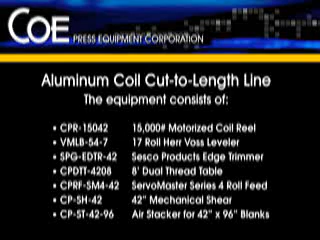 COE PRESS EQUIPMENT CORPORATION
Aluminum Coil Cut-to-Length Line
The equipment consists of:
• CPR-15042 15,000# Motorized Coil Reel
• VMLB-54-7 17 Roll Herr Voss Leveler
• SPG-EDTR-42 Sesco Products Edge Trimmer
• CPDTT-4208 8' Dual Thread Table
• CPRF-SM4-42 ServoMaster Series 4 Roll Feed
• CP-SH-42 42" Mechanical Shear
• CP-ST-42-96 Air Stacker for 42" x 96" Blanks